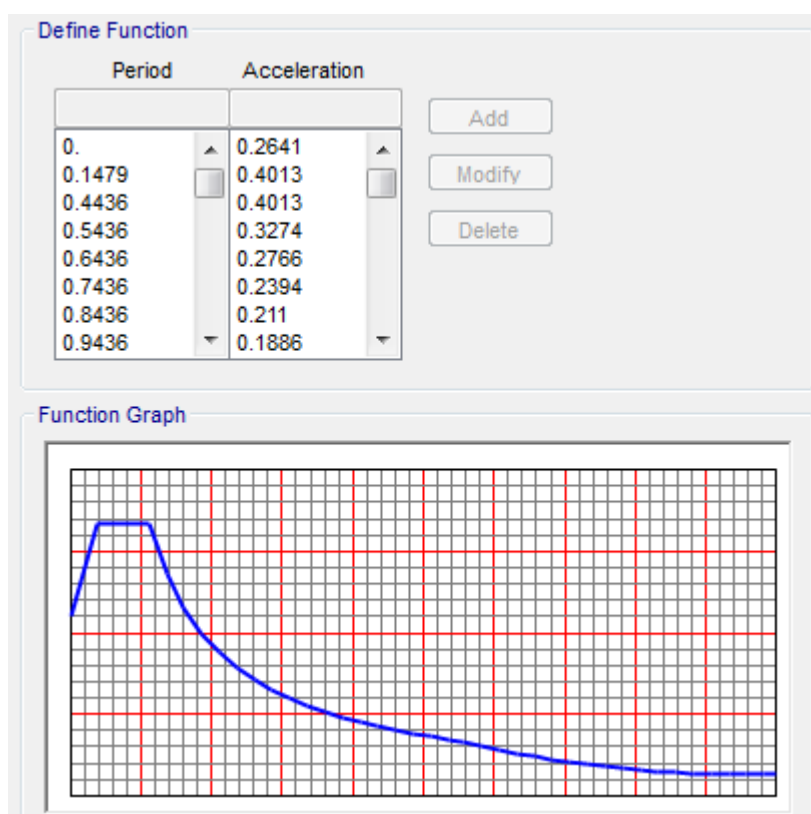 Define Function
Period Acceleration
Add
Modify
Delete
0. 0.2641
0.1479 0.4013
0.4436 0.4013
0.5436 0.3274
0.6436 0.2766
0.7436 0.2394
0.8436 0.211
0.9436 0.1886
Function Graph